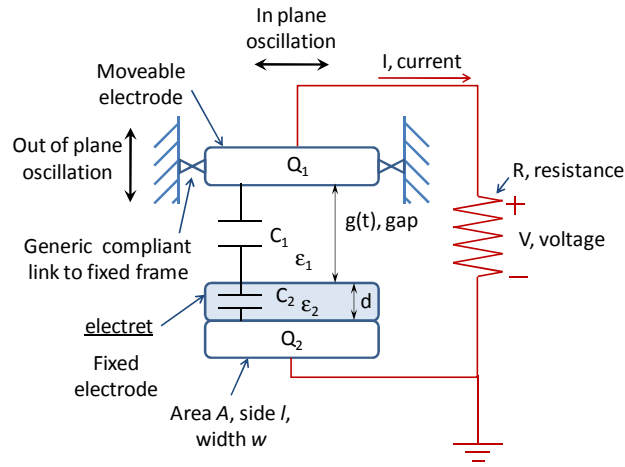 In plane
oscillation
I, current
Moveable
electrode
Out of plane
oscillation
Q1
R, resistance
+
V, voltage
−
g(t), gap
C1
ε1
Generic compliant
link to fixed frame
C2
ε2
d
electret
Q2
Fixed
electrode
Area A, side l,
width w